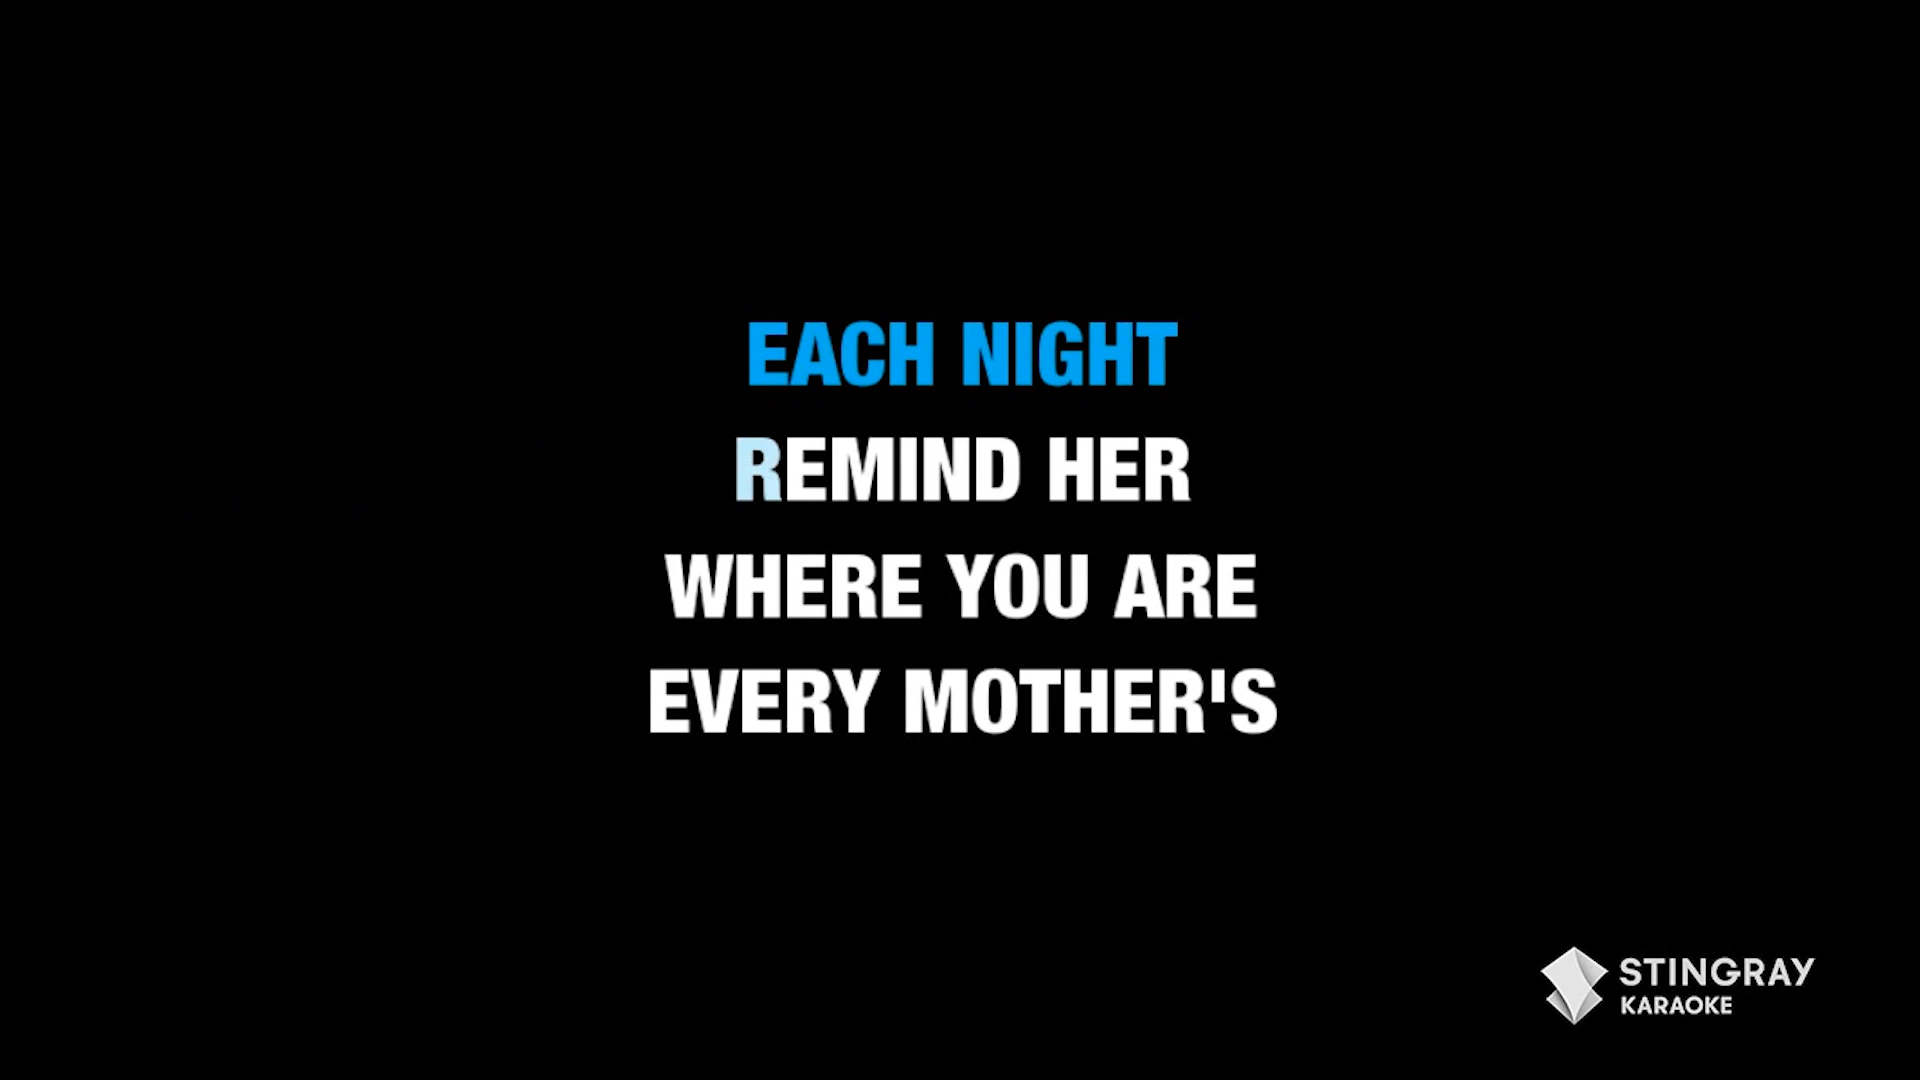 EACH NIGHT
REMIND HER
WHERE YOU ARE
EVERY MOTHER'S
STINGRAY
KARAOKE